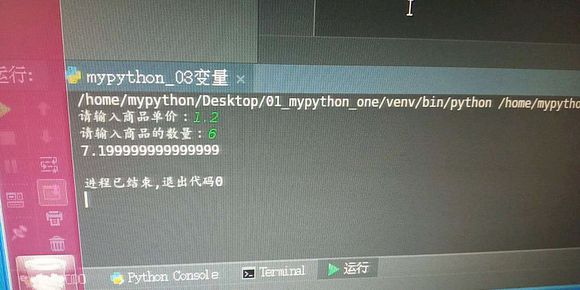 运行:
mypython_03变量
/home/mypython/Desktop/01_mypython_one/venv/bin/python /home/mypytho
请输入商品单价：1.2
请输入商品的数量：6
7.199999999999999
进程已结束,退出代码0
Python Console
Terminal
运行